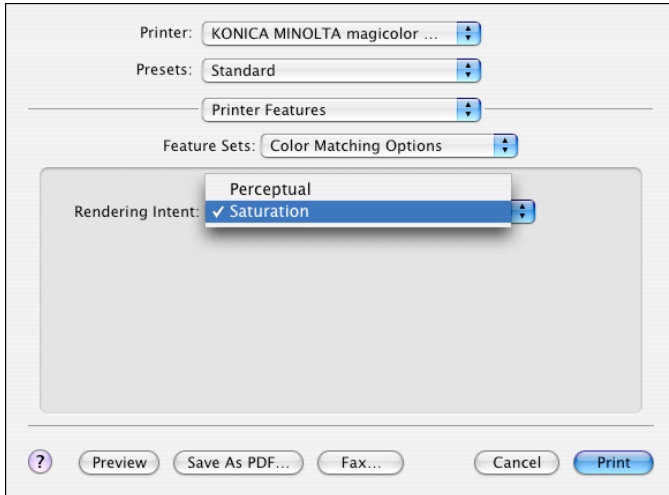 Printer: KONICA MINOLTA magicolor ...
Presets: Standard
Printer Features
Feature Sets: Color Matching Options
Perceptual
Rendering Intent: ✓ Saturation
? Preview Save As PDF... Fax... Cancel Print